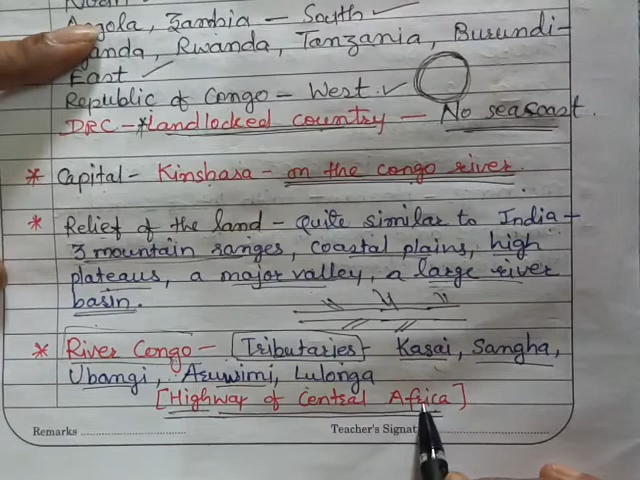 Angola, Zambia - South ✓
Uganda, Rwanda, Tanzania, Burundi-
East ✓
Republic of Congo - West. ✓
DRC - *Landlocked country - No seacoast.
* Capital - Kinshasa - on the congo river.
* Relief of the land - quite similar to India -
3 mountain ranges, coastal plains, high
plateaus, a major valley, a large river
basin.
* River Congo - Tributaries - Kasai, Sangha,
Ubangi, Aruwimi, Lulonga
[Highway of Central Africa]
Remarks Teacher's Signat